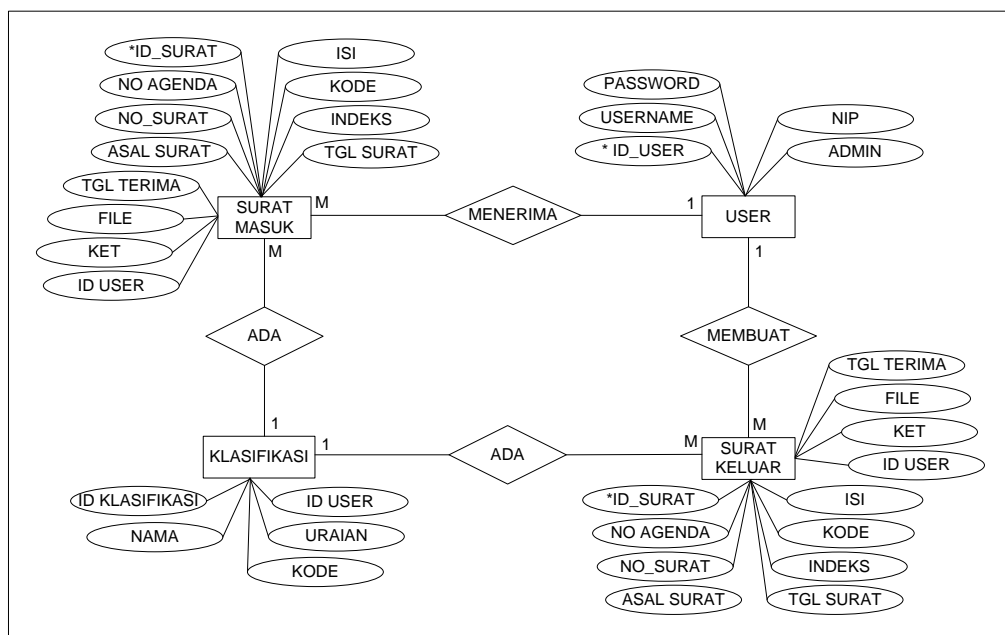 *ID_SURAT
NO AGENDA
NO_SURAT
ASAL SURAT
ISI
KODE
INDEKS
TGL SURAT
TGL TERIMA
FILE
KET
ID USER
SURAT
MASUK
M
M
MENERIMA
1
PASSWORD
USERNAME
* ID_USER
NIP
ADMIN
USER
1
ADA
MEMBUAT
1
KLASIFIKASI
1
ADA
M
M
SURAT
KELUAR
TGL TERIMA
FILE
KET
ID USER
ID KLASIFIKASI
NAMA
ID USER
URAIAN
KODE
*ID_SURAT
NO AGENDA
NO_SURAT
ASAL SURAT
ISI
KODE
INDEKS
TGL SURAT